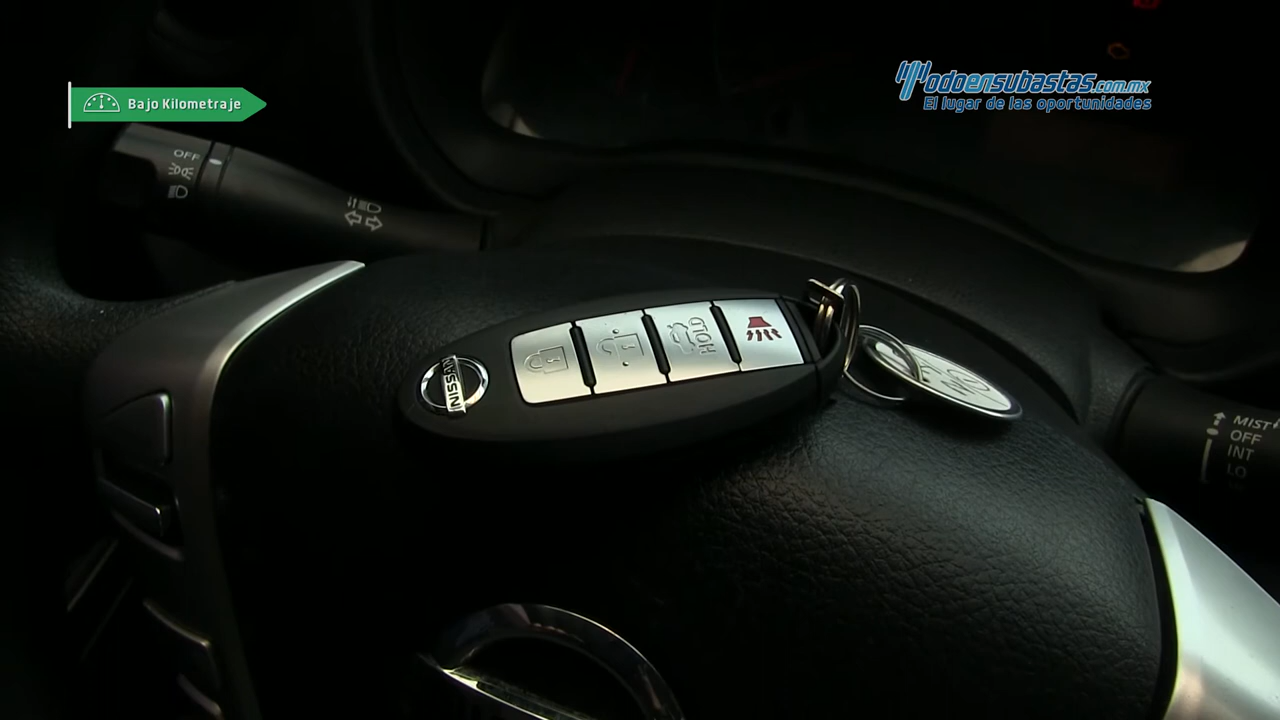 Bajo Kilometraje
Todoensubastas.com.mx
El lugar de las oportunidades
OFF
HOLD
NISSAN
MIST
OFF
INT
LO